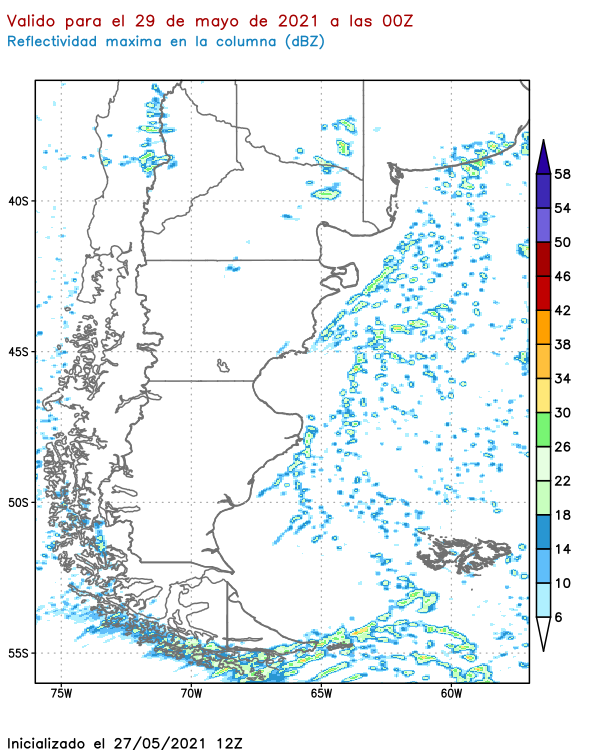 Valido para el 29 de mayo de 2021 a las 00Z
Reflectividad maxima en la columna (dBZ)
58
54
50
46
42
38
34
30
26
22
18
14
10
6
40S
45S
50S
55S
75W 70W 65W 60W
Inicializado el 27/05/2021 12Z